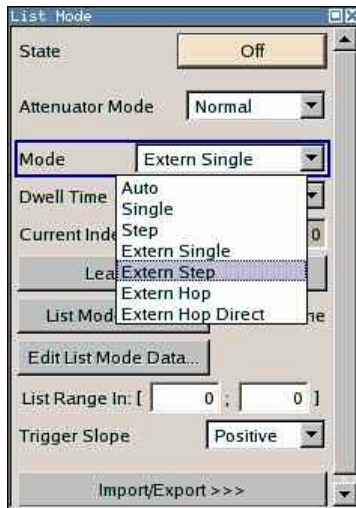 List Mode
State Off
Attenuator Mode Normal
Mode Extern Single
Auto
Dwell Time
Single
Step
Current Inde 0
Extern Single
Lea
Extern Step
Extern Hop
List Mod
Extern Hop Direct
ne
Edit List Mode Data...
List Range In: [ 0 ; 0 ]
Trigger Slope Positive
Import/Export >>>